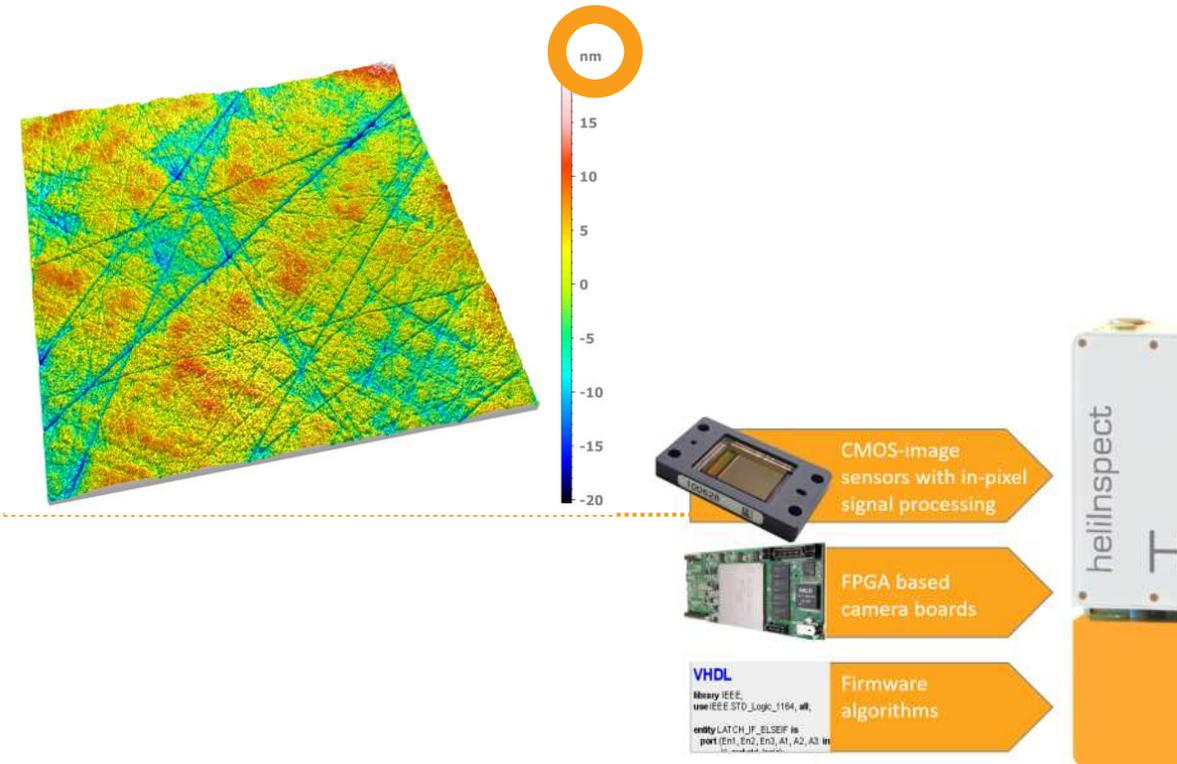 nm
15
10
5
0
-5
-10
-15
-20
CMOS-image
sensors with in-pixel
signal processing
100628
FPGA based
camera boards
VHDL
library IEEE;
use IEEE.STD_Logic_1164, all;
entity LATCH_IF_ELSEIF is
port (En1, En2, En3, A1, A2, A3: in
Firmware
algorithms
heliInspect